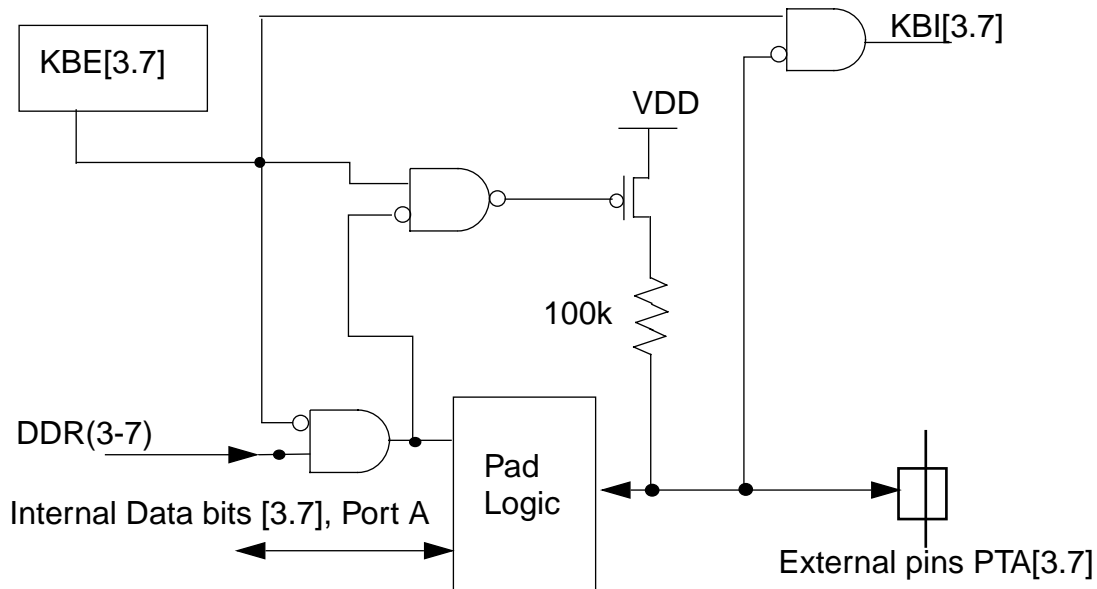 KBI[3.7]
KBE[3.7]
VDD
100k
DDR(3-7)
Pad
Logic
Internal Data bits [3.7], Port A
External pins PTA[3.7]